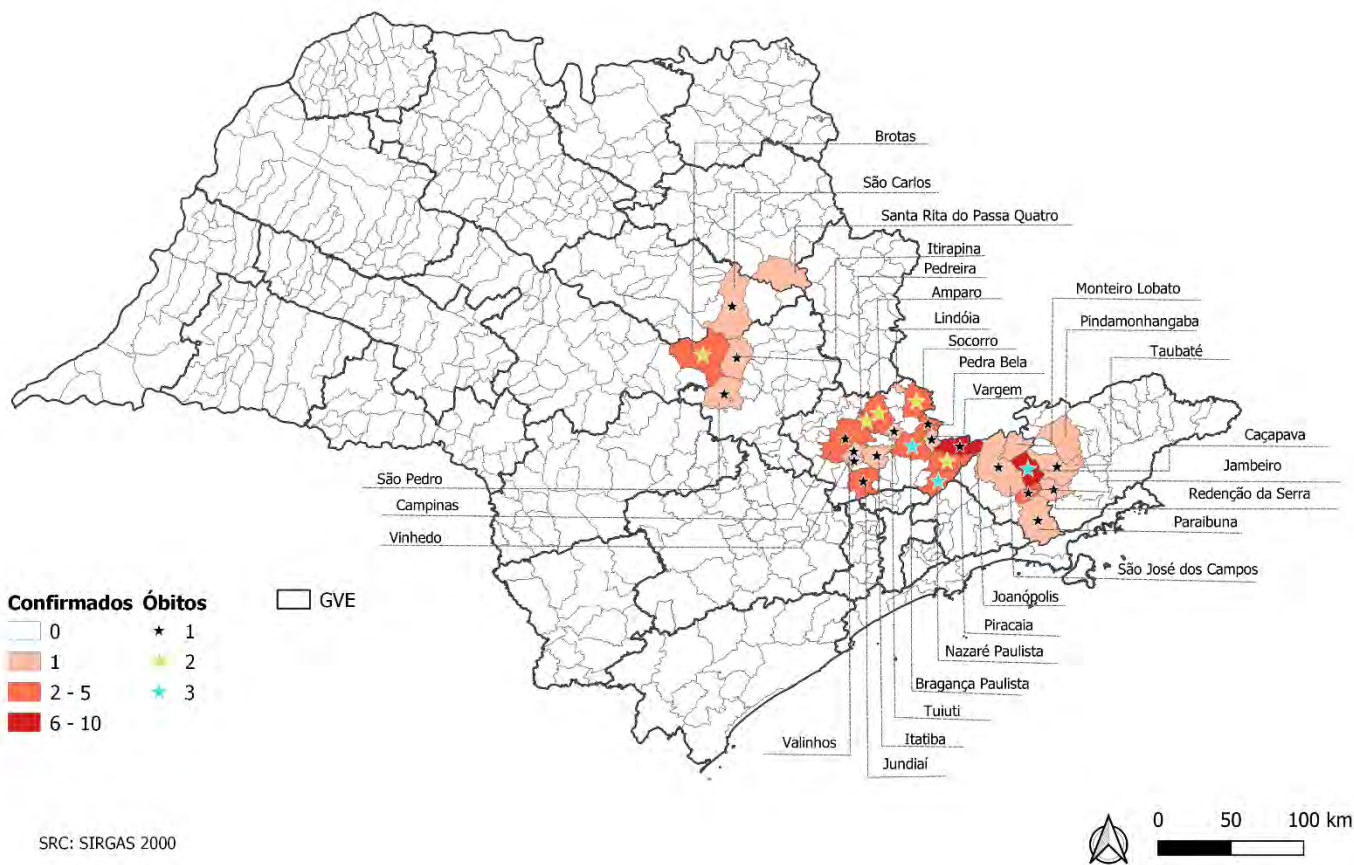 Brotas
São Carlos
Santa Rita do Passa Quatro
Itirapina
Pedreira
Amparo
Lindóia
Socorro
Pedra Bela
Vargem
Monteiro Lobato
Pindamonhangaba
Taubaté
Caçapava
Jambeiro
Redenção da Serra
Paraibuna
São José dos Campos
Joanópolis
Piracaia
Nazaré Paulista
Bragança Paulista
Tuiuti
Itatiba
Jundiaí
Valinhos
São Pedro
Campinas
Vinhedo
Confirmados Óbitos
GVE
0
1
1
2
2 - 5
3
6 - 10
SRC: SIRGAS 2000
0 50 100 km